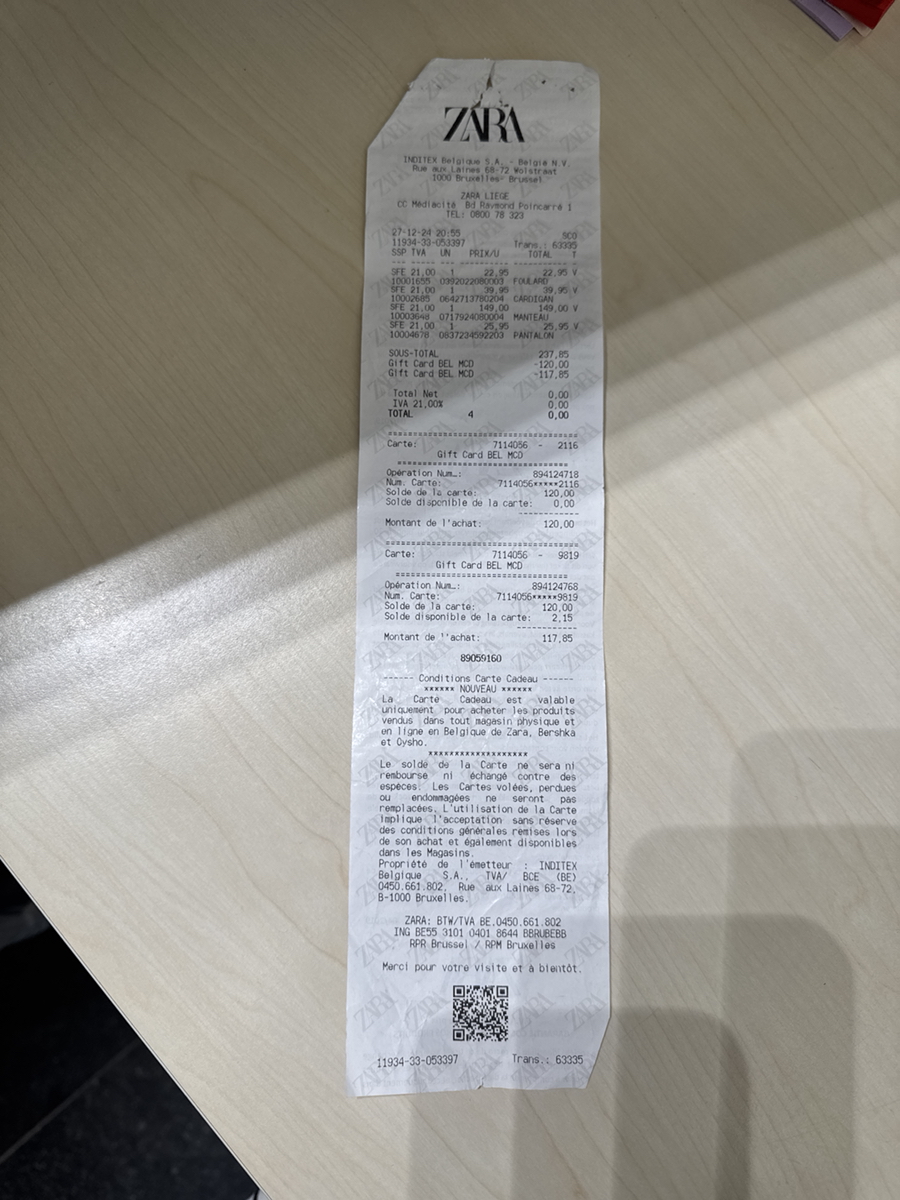 ZARA
INDITEX Belgique S.A. - België N.V.
Rue aux Laines 68-72 Wolstraat
1000 Bruxelles- Brussel
ZARA LIEGE
CC Médiacité Bd Raymond Poincarré 1
TEL: 0800 78 323
27-12-24 20:55 SCO
11934-33-053397 Trans.: 63335
SSP TVA UN PRIX/U TOTAL T
SFE 21,00 1 22,95 22,95 V
10001655 0392022080003 FOULARD
SFE 21,00 1 39,95 39,95 V
10002685 0642713780204 CARDIGAN
SFE 21,00 1 149,00 149,00 V
10003648 0717924080004 MANTEAU
SFE 21,00 1 25,95 25,95 V
10004678 0837234592203 PANTALON
SOUS-TOTAL 237,85
Gift Card BEL MCD -120,00
Gift Card BEL MCD -117,85
Total Net 0,00
IVA 21,00% 0,00
TOTAL 4 0,00
===================================
Carte: 7114056 - 2116
Gift Card BEL MCD
===============================
Opération Num…: 894124718
Num. Carte: 7114056*****2116
Solde de la carte: 120,00
Solde disponible de la carte: 0,00
-----------
Montant de l'achat: 120,00
===================================
Carte: 7114056 - 9819
Gift Card BEL MCD
===============================
Opération Num…: 894124768
Num. Carte: 7114056*****9819
Solde de la carte: 120,00
Solde disponible de la carte: 2,15
-----------
Montant de l'achat: 117,85
89059160
------ Conditions Carte Cadeau ------
****** NOUVEAU ******
La Carte Cadeau est valable
uniquement pour acheter les produits
vendus dans tout magasin physique et
en ligne en Belgique de Zara, Bershka
et Oysho.
******************
Le solde de la Carte ne sera ni
remboursé ni échangé contre des
espèces. Les Cartes volées, perdues
ou endommagées ne seront pas
remplacées. L'utilisation de la Carte
implique l'acceptation sans réserve
des conditions générales remises lors
de son achat et également disponibles
dans les Magasins.
Propriété de l'émetteur : INDITEX
Belgique S.A., TVA/ BCE (BE)
0450.661.802, Rue aux Laines 68-72,
B-1000 Bruxelles.
ZARA: BTW/TVA BE.0450.661.802
ING BE55 3101 0401 8644 BBRUBEBB
RPR Brussel / RPM Bruxelles
Merci pour votre visite et à bientôt.
11934-33-053397 Trans.: 63335